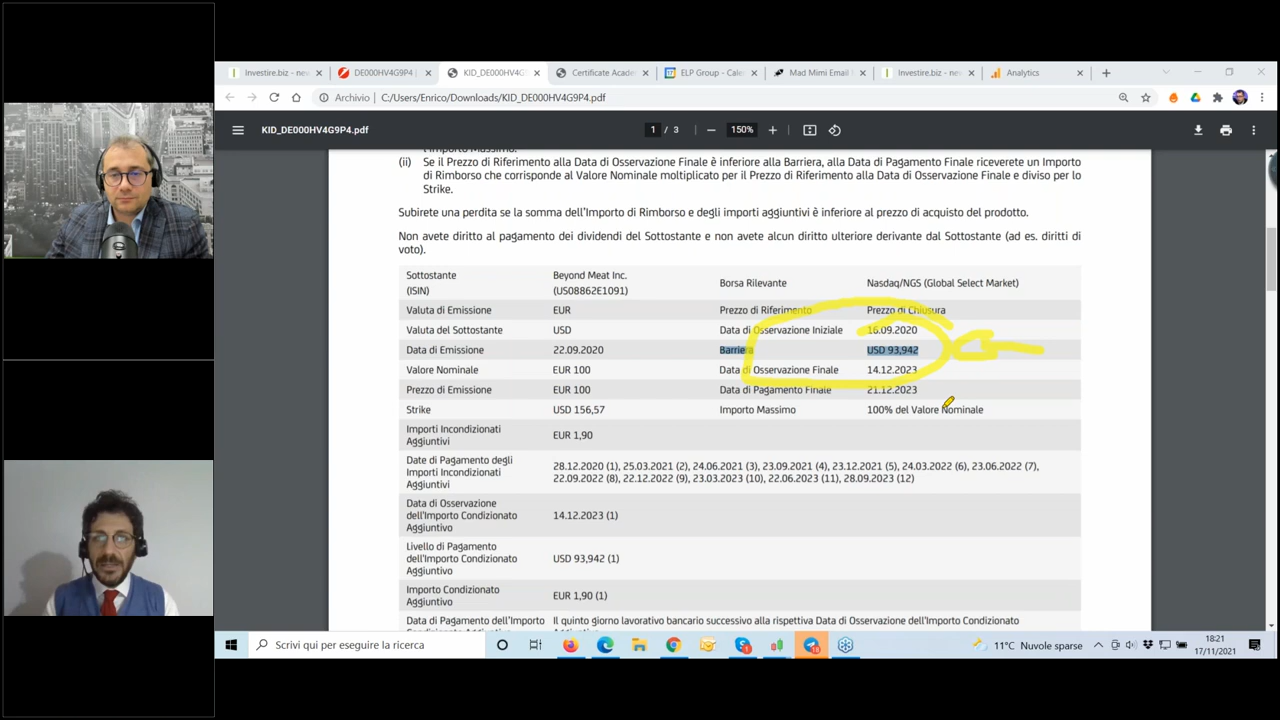 Investire.biz - new
DE000HV4G9P4 |
KID_DE000HV4G9
Certificate Acade
ELP Group - Cale
Mad Mimi Email
Investire.biz - new
Analytics
Archivio | C:/Users/Enrico/Downloads/KID_DE000HV4G9P4.pdf
KID_DE000HV4G9P4.pdf
1 / 3
150%
l'Importo Massimo.
(ii) Se il Prezzo di Riferimento alla Data di Osservazione Finale è inferiore alla Barriera, alla Data di Pagamento Finale riceverete un Importo
di Rimborso che corrisponde al Valore Nominale moltiplicato per il Prezzo di Riferimento alla Data di Osservazione Finale e diviso per lo
Strike.
Subirete una perdita se la somma dell'Importo di Rimborso e degli importi aggiuntivi è inferiore al prezzo di acquisto del prodotto.
Non avete diritto al pagamento dei dividendi del Sottostante e non avete alcun diritto ulteriore derivante dal Sottostante (ad es. diritti di
voto).
Sottostante
(ISIN)
Beyond Meat Inc.
(US08862E1091)
Borsa Rilevante
Nasdaq/NGS (Global Select Market)
Valuta di Emissione
EUR
Prezzo di Riferimento
Prezzo di Chiusura
Valuta del Sottostante
USD
Data di Osservazione Iniziale
16.09.2020
Data di Emissione
22.09.2020
Barriera
USD 93,942
Valore Nominale
EUR 100
Data di Osservazione Finale
14.12.2023
Prezzo di Emissione
EUR 100
Data di Pagamento Finale
21.12.2023
Strike
USD 156,57
Importo Massimo
100% del Valore Nominale
Importi Incondizionati
Aggiuntivi
EUR 1,90
Date di Pagamento degli
Importi Incondizionati
Aggiuntivi
28.12.2020 (1), 25.03.2021 (2), 24.06.2021 (3), 23.09.2021 (4), 23.12.2021 (5), 24.03.2022 (6), 23.06.2022 (7),
22.09.2022 (8), 22.12.2022 (9), 23.03.2023 (10), 22.06.2023 (11), 28.09.2023 (12)
Data di Osservazione
dell'Importo Condizionato
Aggiuntivo
14.12.2023 (1)
Livello di Pagamento
dell'Importo Condizionato
Aggiuntivo
USD 93,942 (1)
Importo Condizionato
Aggiuntivo
EUR 1,90 (1)
Data di Pagamento dell'Importo
Il quinto giorno lavorativo bancario successivo alla rispettiva Data di Osservazione dell'Importo Condizionato
Scrivi qui per eseguire la ricerca
11°C Nuvole sparse
18:21
17/11/2021